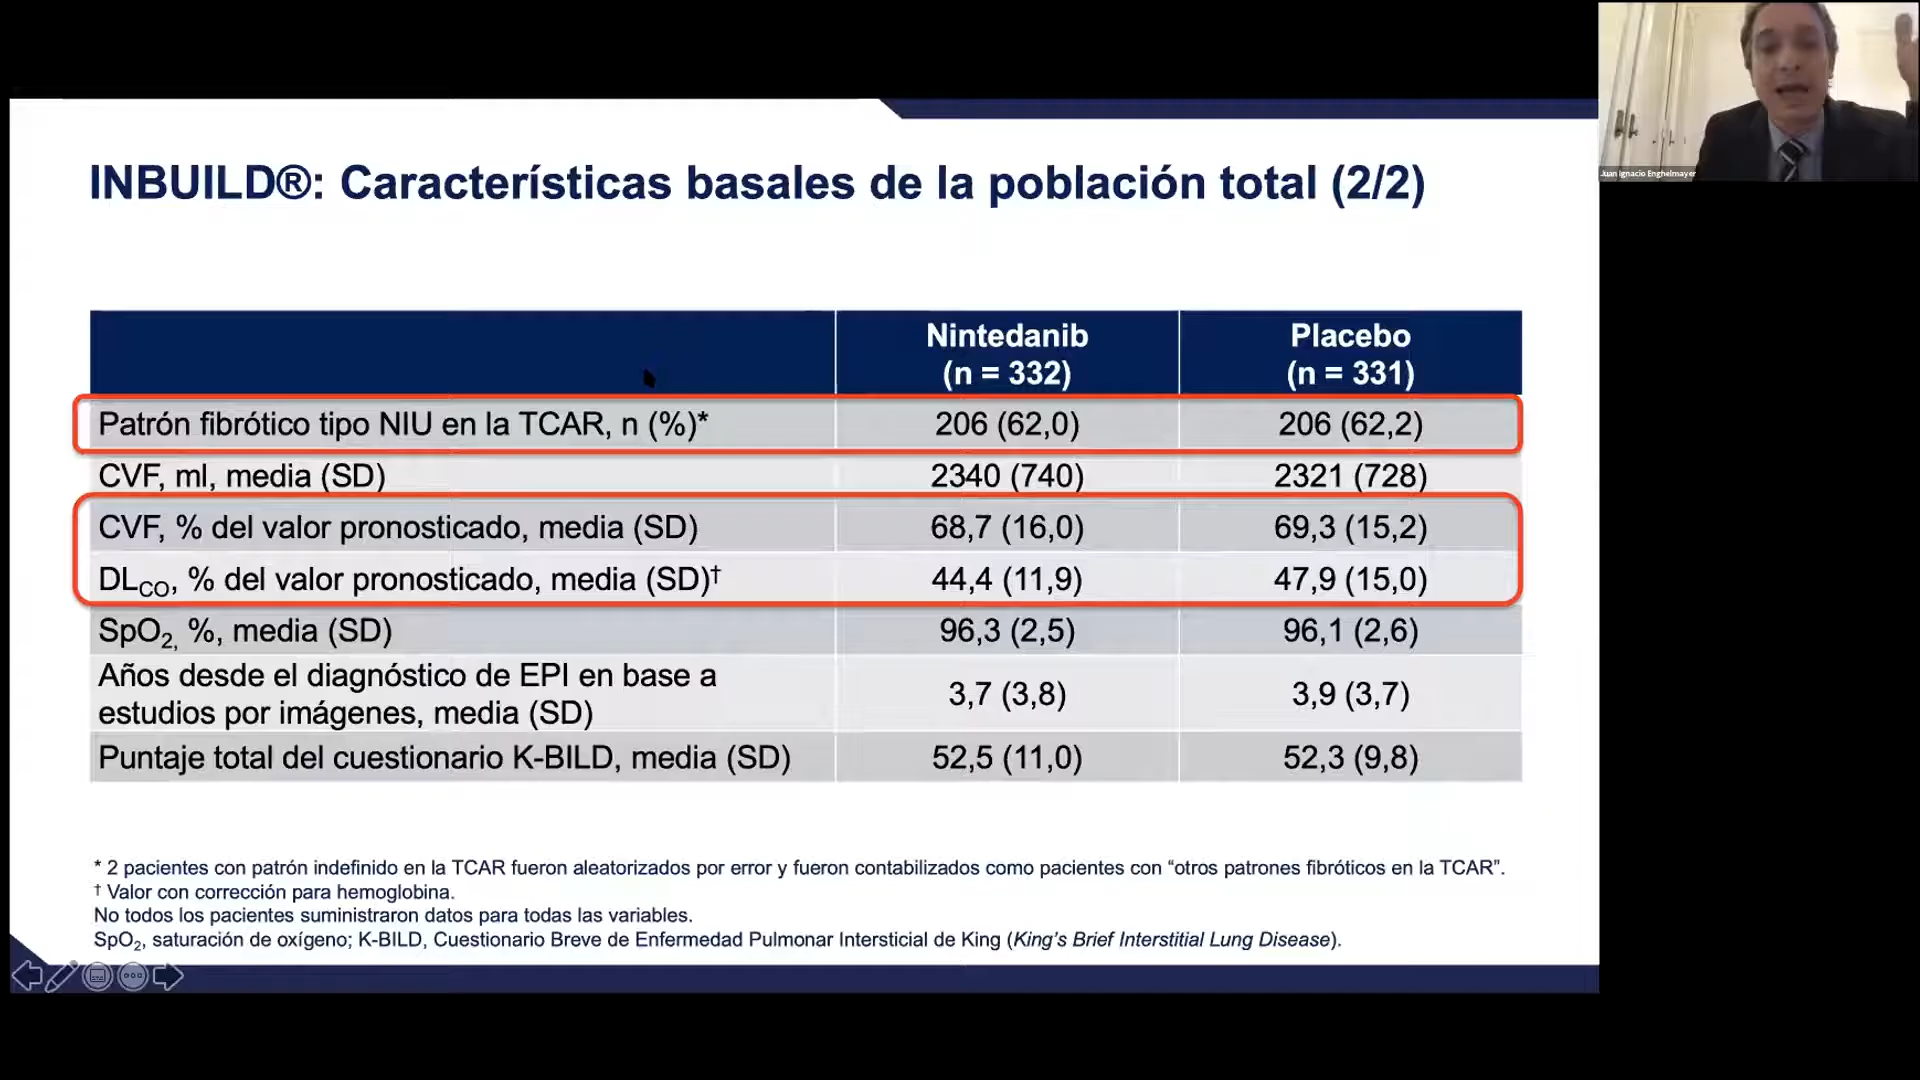 INBUILD®: Características basales de la población total (2/2)
Nintedanib
(n = 332)
Placebo
(n = 331)
Patrón fibrótico tipo NIU en la TCAR, n (%)* 206 (62,0) 206 (62,2)
CVF, ml, media (SD) 2340 (740) 2321 (728)
CVF, % del valor pronosticado, media (SD) 68,7 (16,0) 69,3 (15,2)
DLCO, % del valor pronosticado, media (SD)† 44,4 (11,9) 47,9 (15,0)
SpO2, %, media (SD) 96,3 (2,5) 96,1 (2,6)
Años desde el diagnóstico de EPI en base a
estudios por imágenes, media (SD) 3,7 (3,8) 3,9 (3,7)
Puntaje total del cuestionario K-BILD, media (SD) 52,5 (11,0) 52,3 (9,8)
* 2 pacientes con patrón indefinido en la TCAR fueron aleatorizados por error y fueron contabilizados como pacientes con “otros patrones fibróticos en la TCAR”.
† Valor con corrección para hemoglobina.
No todos los pacientes suministraron datos para todas las variables.
SpO2, saturación de oxígeno; K-BILD, Cuestionario Breve de Enfermedad Pulmonar Intersticial de King (King’s Brief Interstitial Lung Disease).
Juan Ignacio Enghelmayer